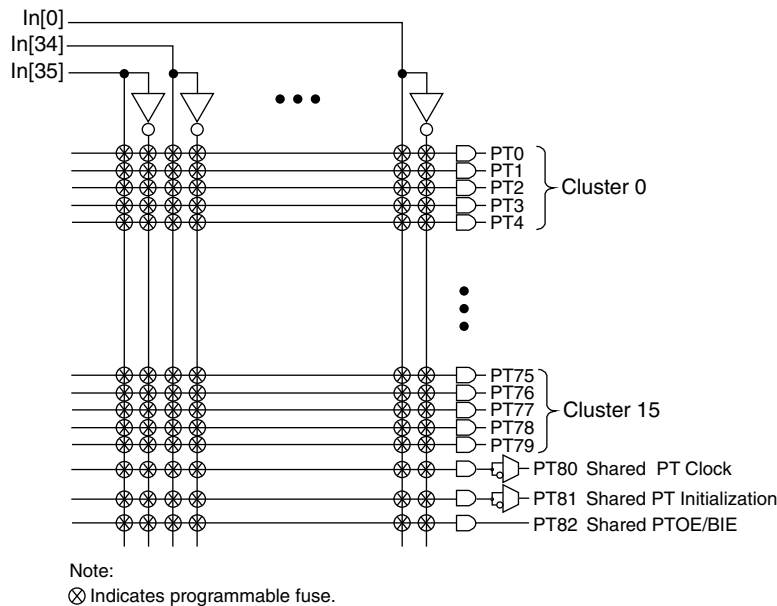 In[0]
In[34]
In[35]
PT0
PT1
PT2
PT3
PT4
Cluster 0
PT75
PT76
PT77
PT78
PT79
Cluster 15
PT80 Shared PT Clock
PT81 Shared PT Initialization
PT82 Shared PTOE/BIE
Note:
Indicates programmable fuse.